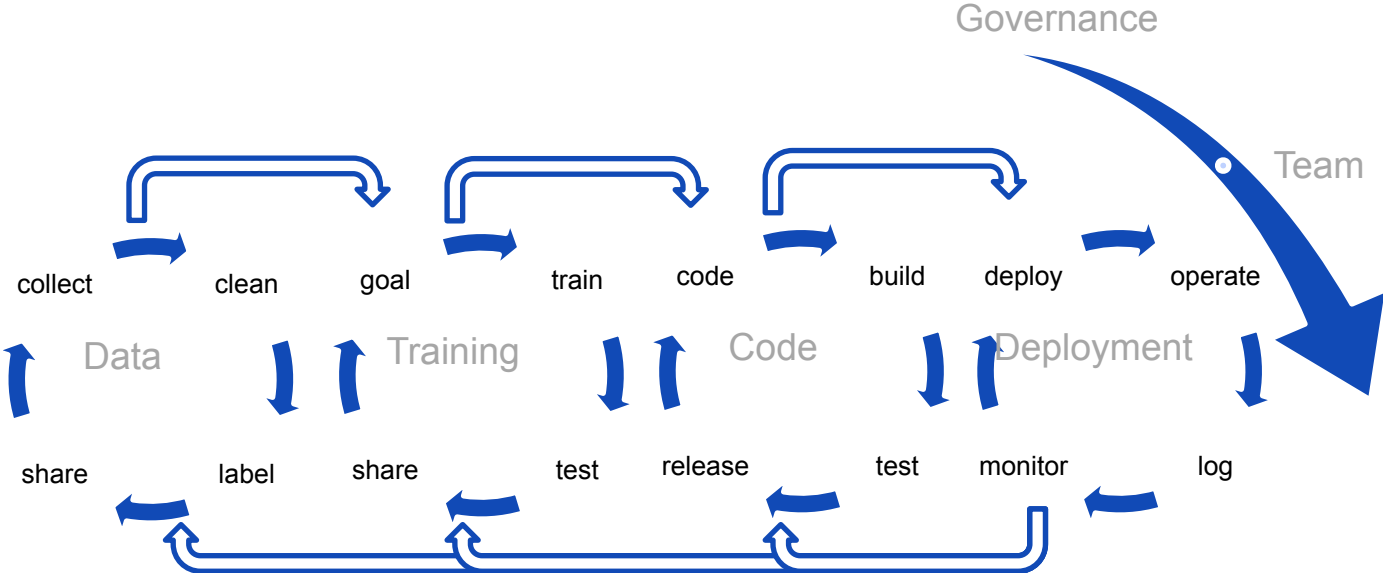 Governance
Team
collect
clean
goal
train
code
build
deploy
operate
Data
Training
Code
Deployment
share
label
share
test
release
test
monitor
log